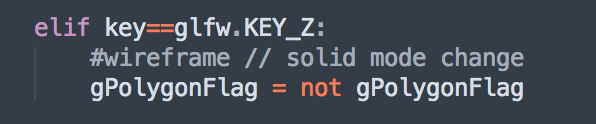 elif key==glfw.KEY_Z:
#wireframe // solid mode change
gPolygonFlag = not gPolygonFlag